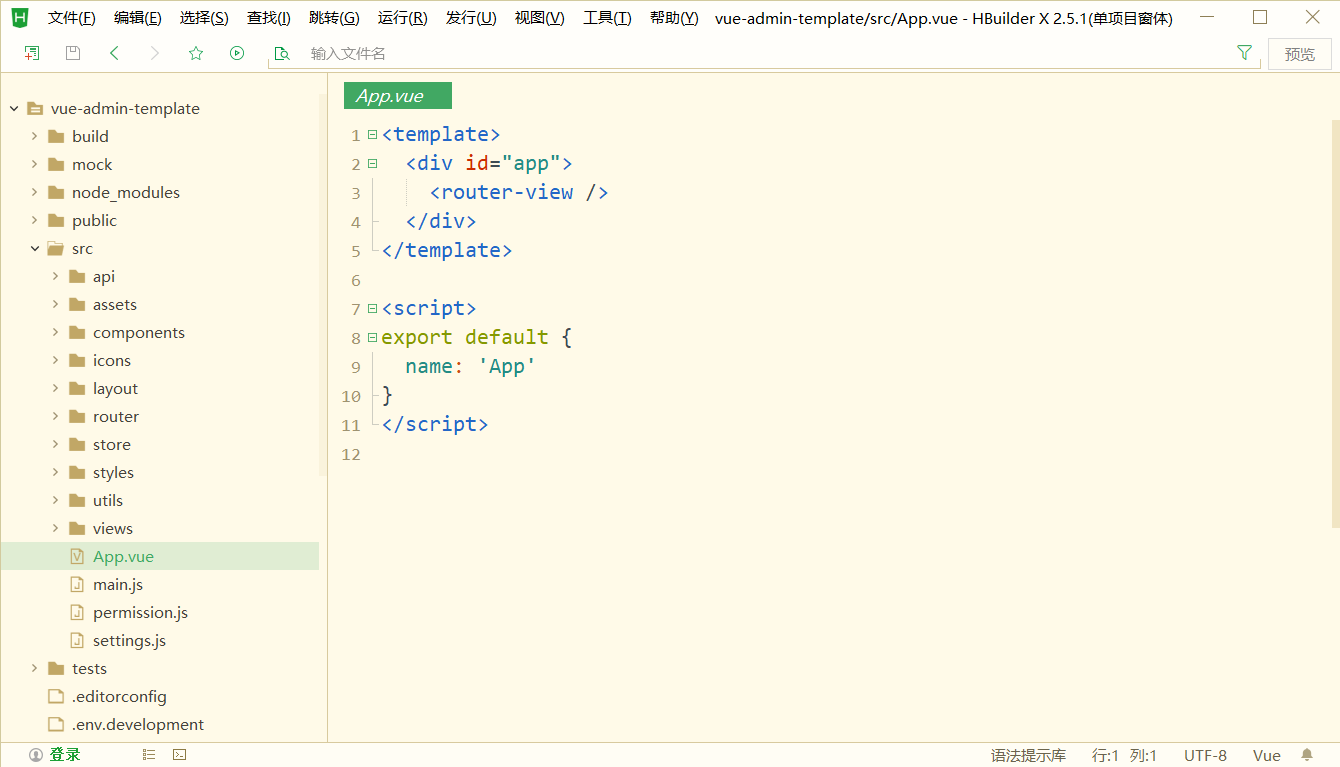 文件(F) 编辑(E) 选择(S) 查找(I) 跳转(G) 运行(R) 发行(U) 视图(V) 工具(T) 帮助(Y) vue-admin-template/src/App.vue - HBuilder X 2.5.1(单项目窗体)
输入文件名 预览
vue-admin-template
build
mock
node_modules
public
src
api
assets
components
icons
layout
router
store
styles
utils
views
App.vue
main.js
permission.js
settings.js
tests
.editorconfig
.env.development
App.vue
1 <template>
2   <div id="app">
3     <router-view />
4   </div>
5 </template>
6
7 <script>
8 export default {
9   name: 'App'
10 }
11 </script>
12
登录 语法提示库 行:1 列:1 UTF-8 Vue